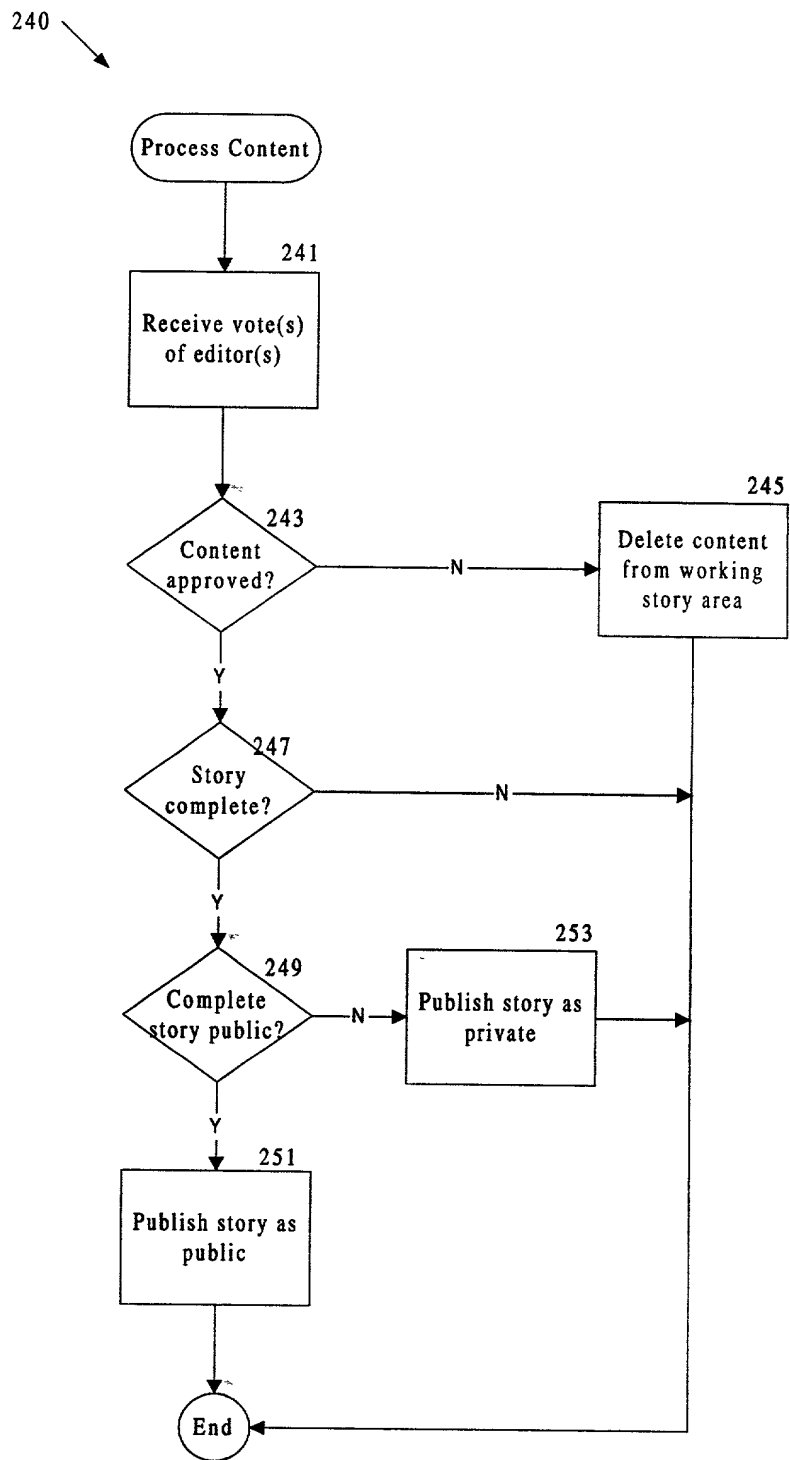 240
Process Content
241
Receive vote(s)
of editor(s)
243
Content
approved?
N
245
Delete content
from working
story area
Y
247
Story
complete?
N
Y
249
Complete
story public?
N
253
Publish story as
private
Y
251
Publish story as
public
End